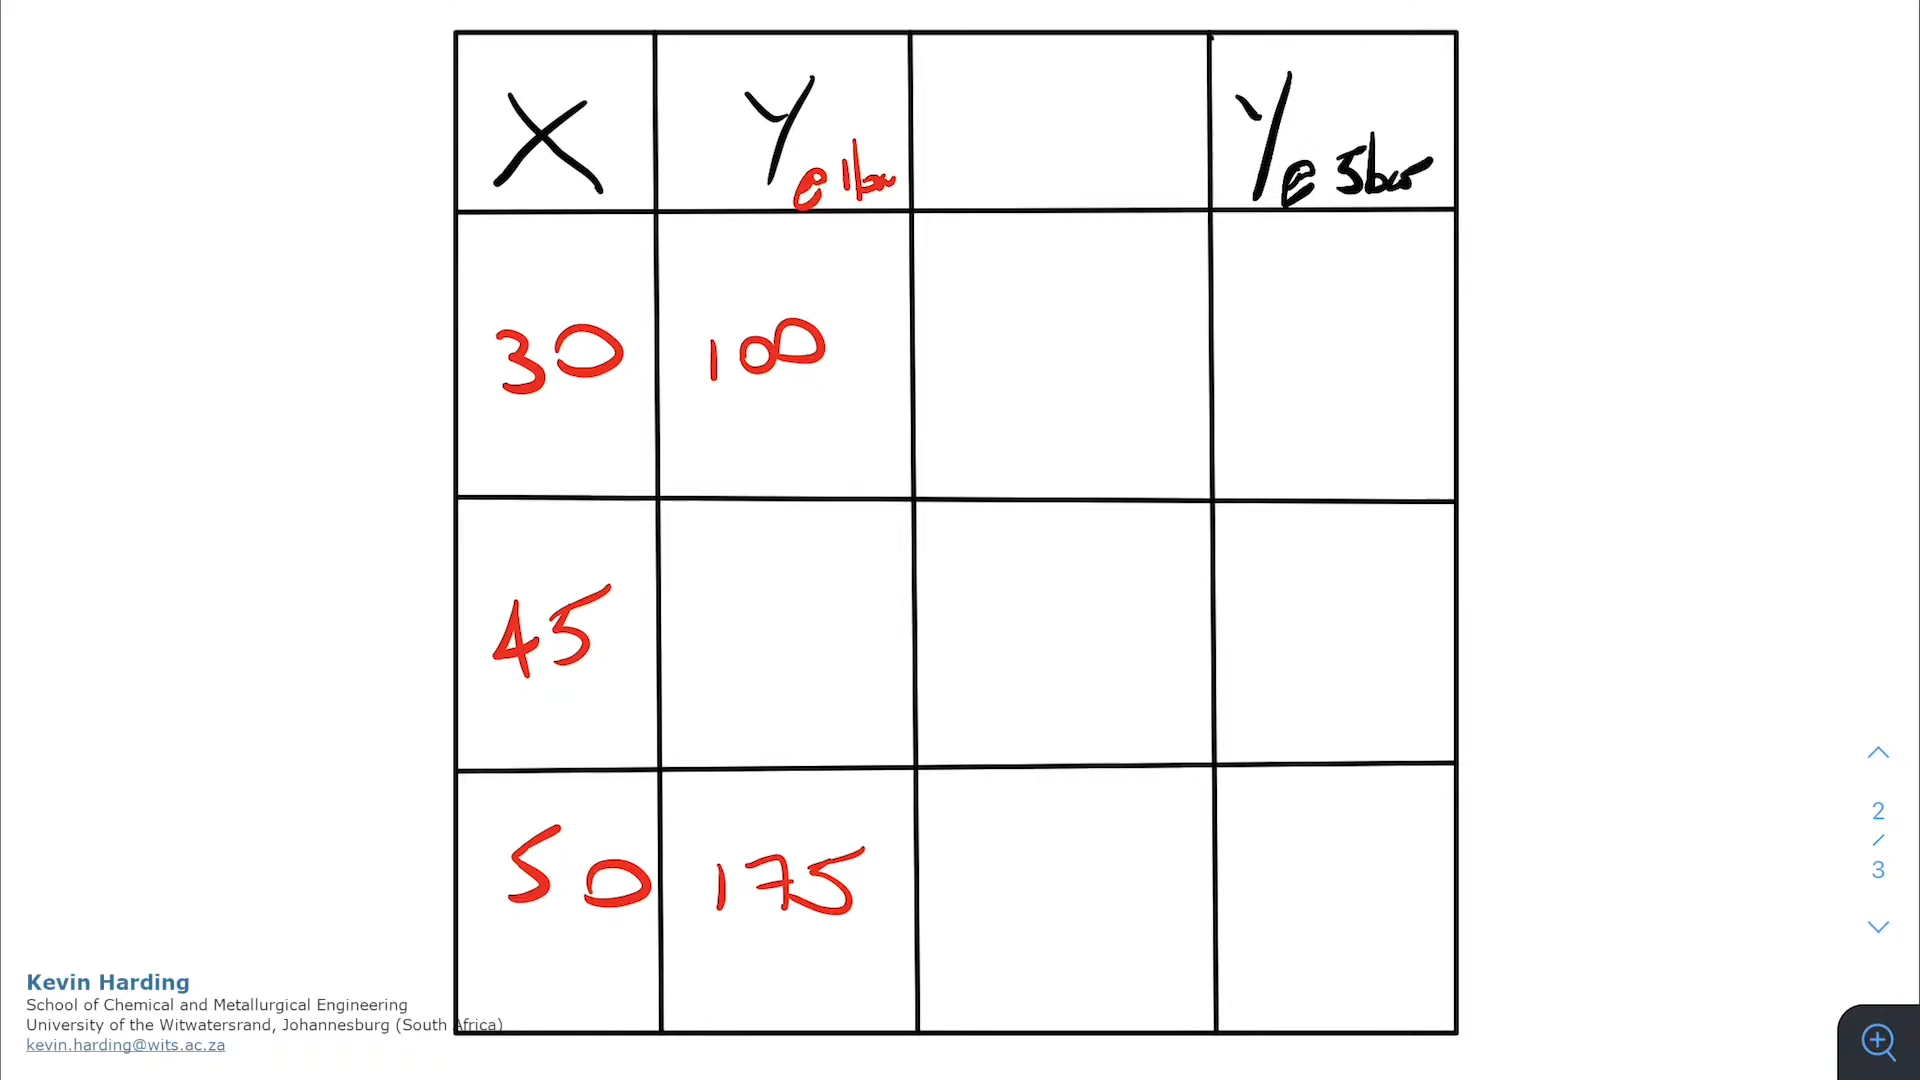 X Y @ 1bar Y @ 5bar
30 100
45
50 175
2
/
3
Kevin Harding
School of Chemical and Metallurgical Engineering
University of the Witwatersrand, Johannesburg (South Africa)
kevin.harding@wits.ac.za